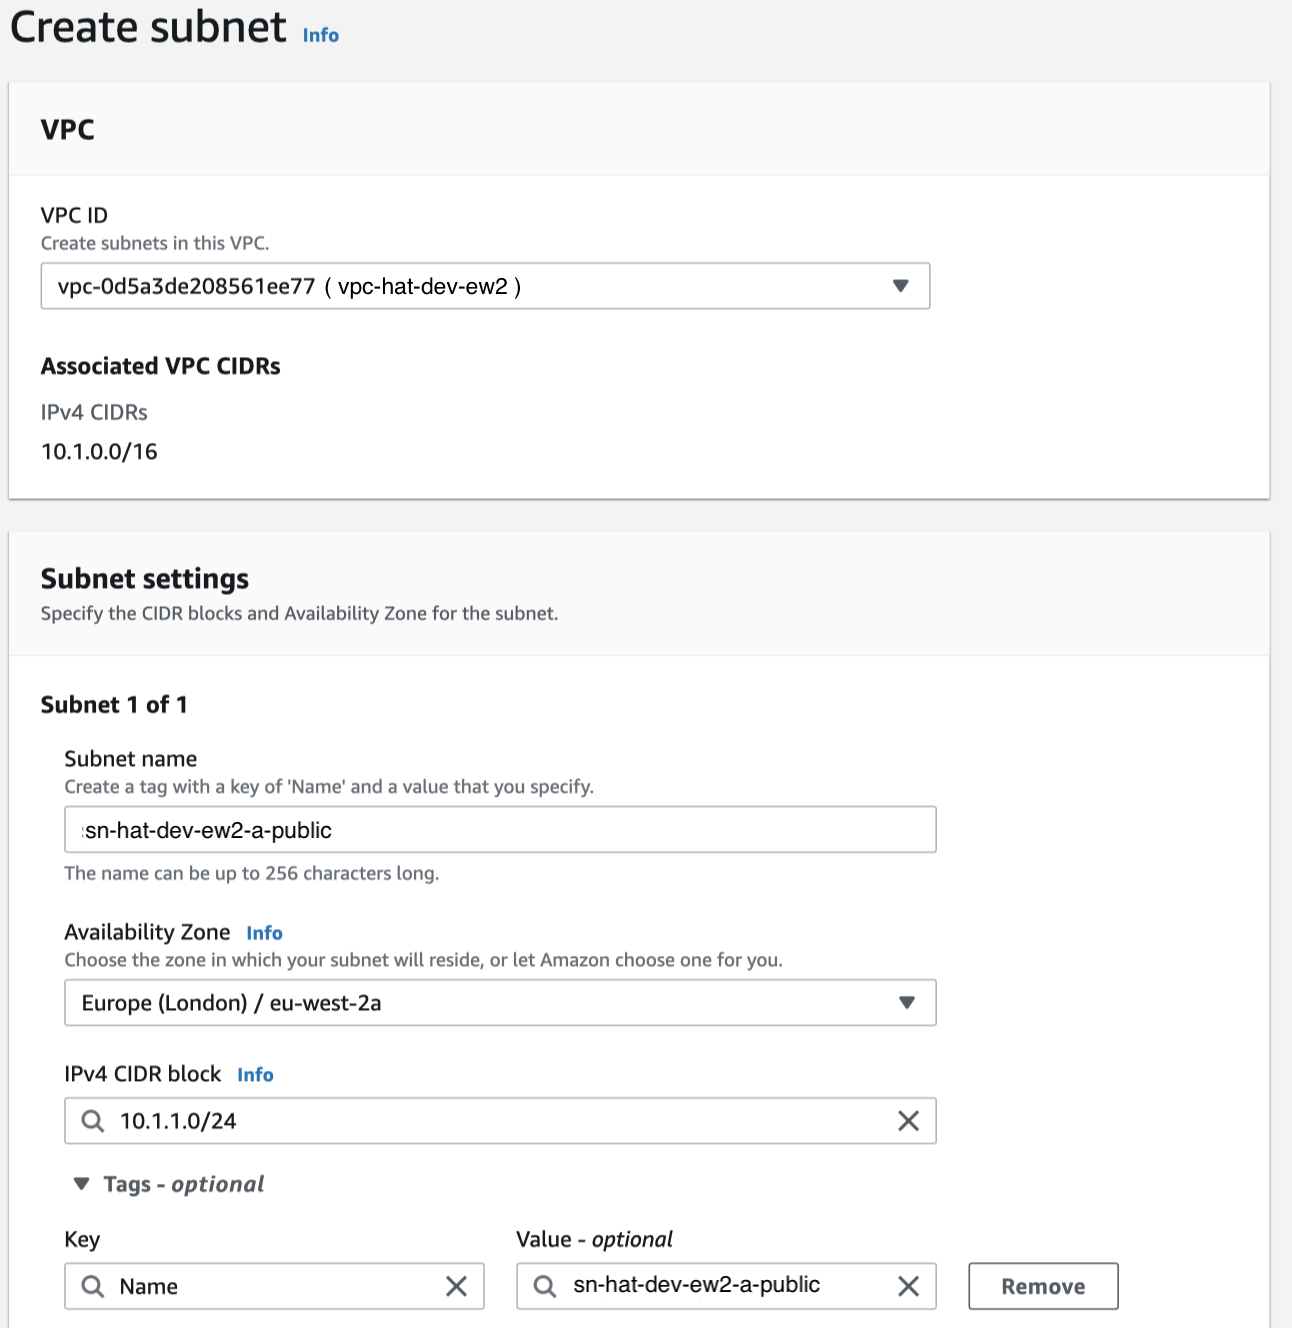 Create subnet Info
VPC
VPC ID
Create subnets in this VPC.
vpc-0d5a3de208561ee77 ( vpc-hat-dev-ew2 )
Associated VPC CIDRs
IPv4 CIDRs
10.1.0.0/16
Subnet settings
Specify the CIDR blocks and Availability Zone for the subnet.
Subnet 1 of 1
Subnet name
Create a tag with a key of 'Name' and a value that you specify.
sn-hat-dev-ew2-a-public
The name can be up to 256 characters long.
Availability Zone Info
Choose the zone in which your subnet will reside, or let Amazon choose one for you.
Europe (London) / eu-west-2a
IPv4 CIDR block Info
10.1.1.0/24
Tags - optional
Key Value - optional
Name sn-hat-dev-ew2-a-public Remove